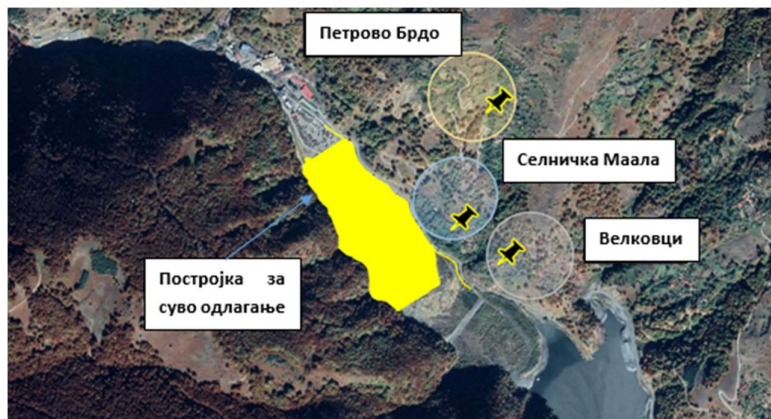 Петрово Брдо
Селничка Маала
Велковци
Постројка за
суво одлагање